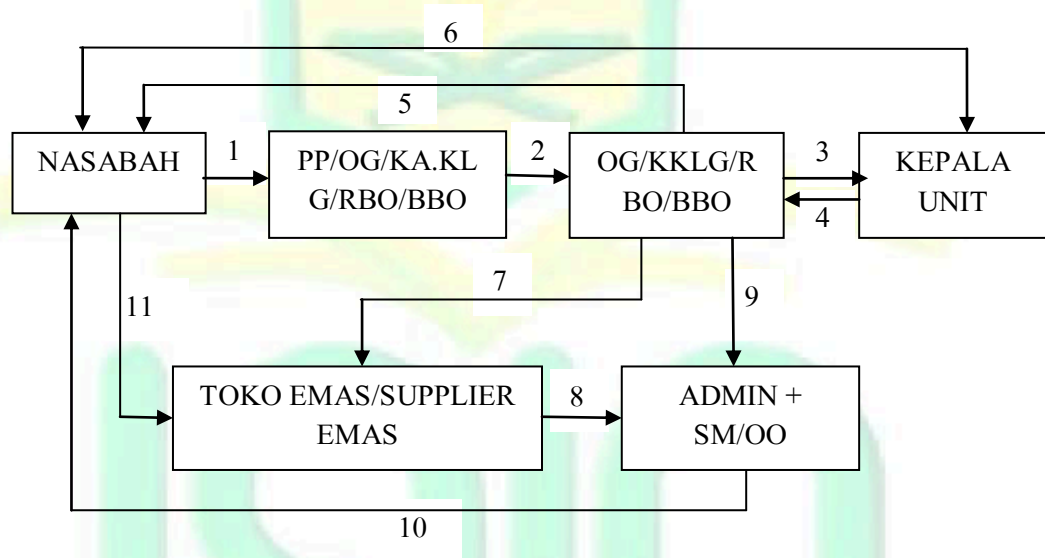 6
5
NASABAH
1
PP/OG/KA.KL
G/RBO/BBO
2
OG/KKLG/R
BO/BBO
3
4
KEPALA
UNIT
7
9
11
TOKO EMAS/SUPPLIER
EMAS
8
ADMIN +
SM/OO
10